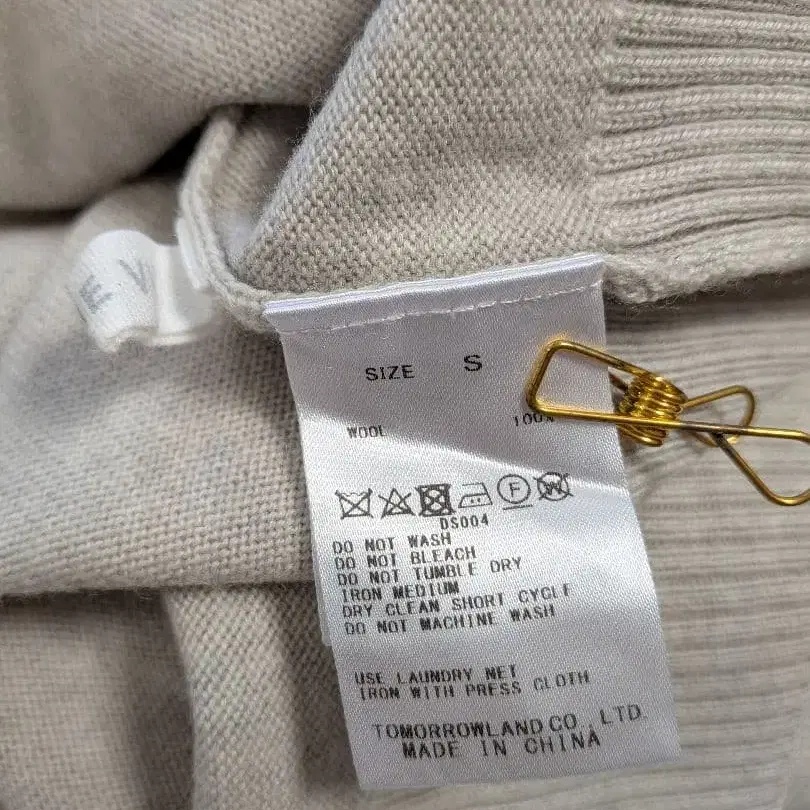 E V
SIZE S
WOOL 100%
F W
DS004
DO NOT WASH
DO NOT BLEACH
DO NOT TUMBLE DRY
IRON MEDIUM
DRY CLEAN SHORT CYCLE
DO NOT MACHINE WASH
USE LAUNDRY NET
IRON WITH PRESS CLOTH
TOMORROWLAND CO., LTD.
MADE IN CHINA